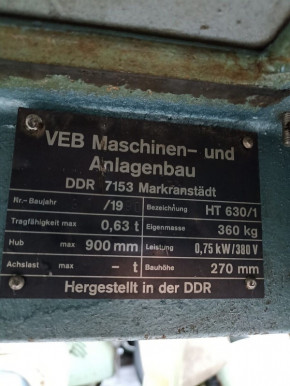 VEB Maschinen- und
Anlagenbau
DDR 7153 Markranstädt
Nr.-Baujahr /19 Bezeichnung HT 630/1
Tragfähigkeit max 0,63 t Eigenmasse 360 kg
Hub max 900 mm Leistung 0,75 kW/380 V
Achslast max – t Bauhöhe 270 mm
Hergestellt in der DDR